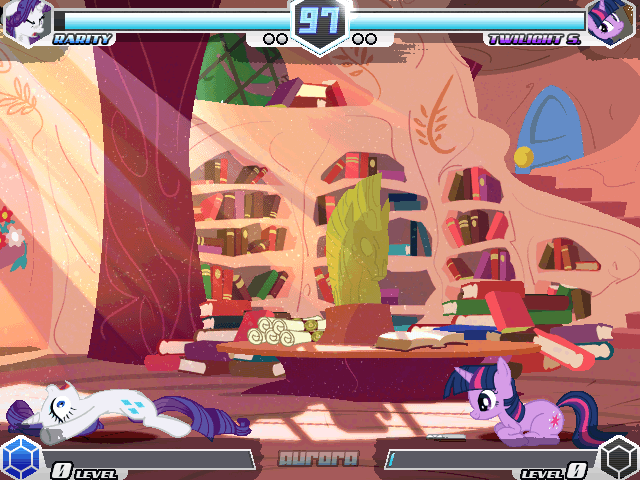 97
RARITY
TWILIGHT S.
0 LEVEL
aurora
LEVEL 0